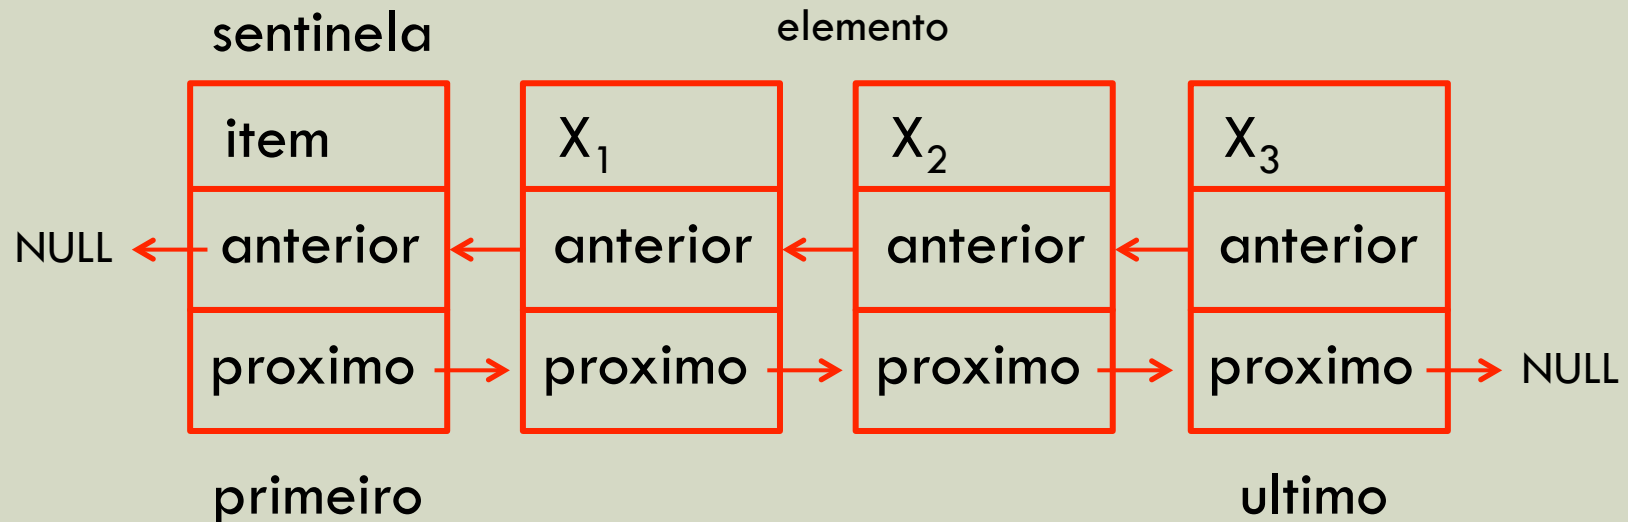 sentinela elemento
item X₁ X₂ X₃
NULL anterior anterior anterior anterior
proximo proximo proximo proximo NULL
primeiro ultimo